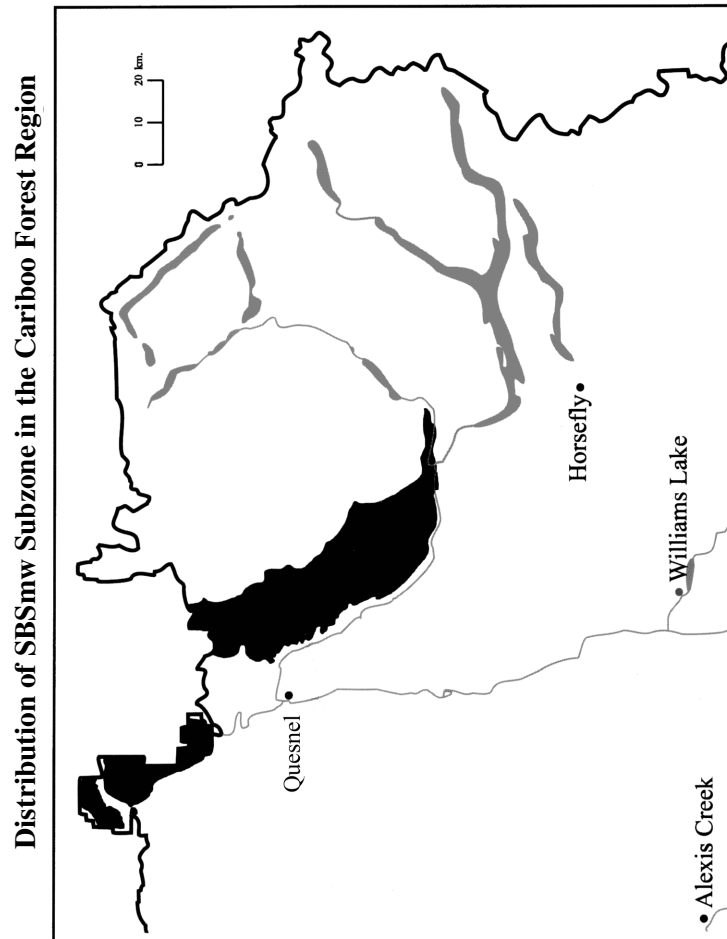 Distribution of SBSmw Subzone in the Cariboo Forest Region
0 10 20 km.
Quesnel
Horsefly
Williams Lake
Alexis Creek